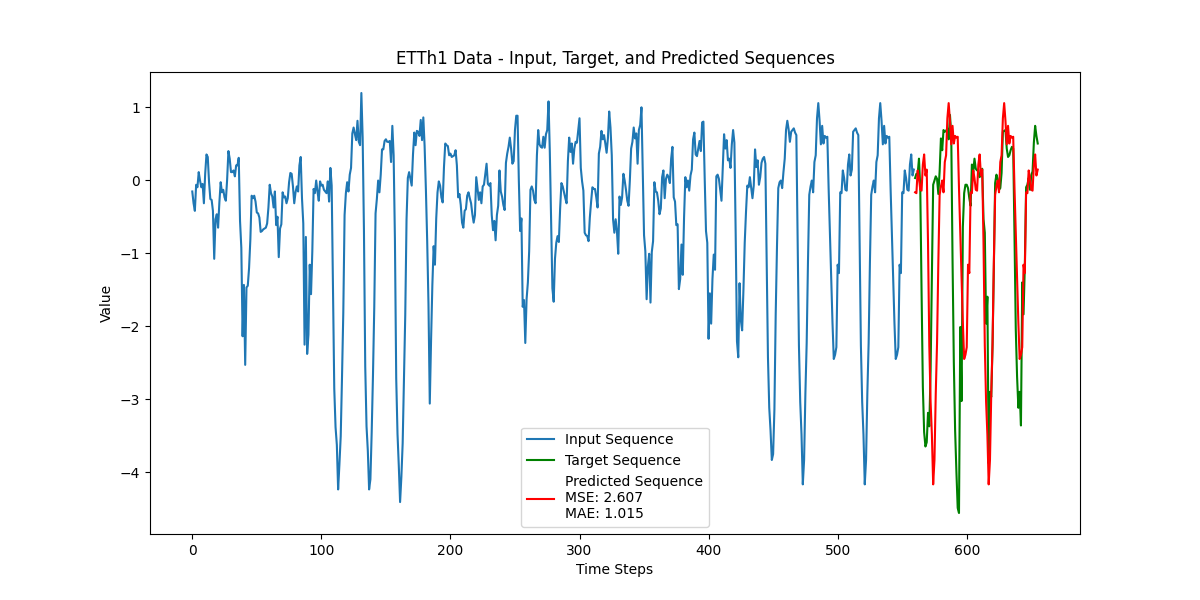 ETTh1 Data - Input, Target, and Predicted Sequences
1
0
−1
−2
−3
−4
Value
0 100 200 300 400 500 600
Time Steps
Input Sequence
Target Sequence
Predicted Sequence
MSE: 2.607
MAE: 1.015